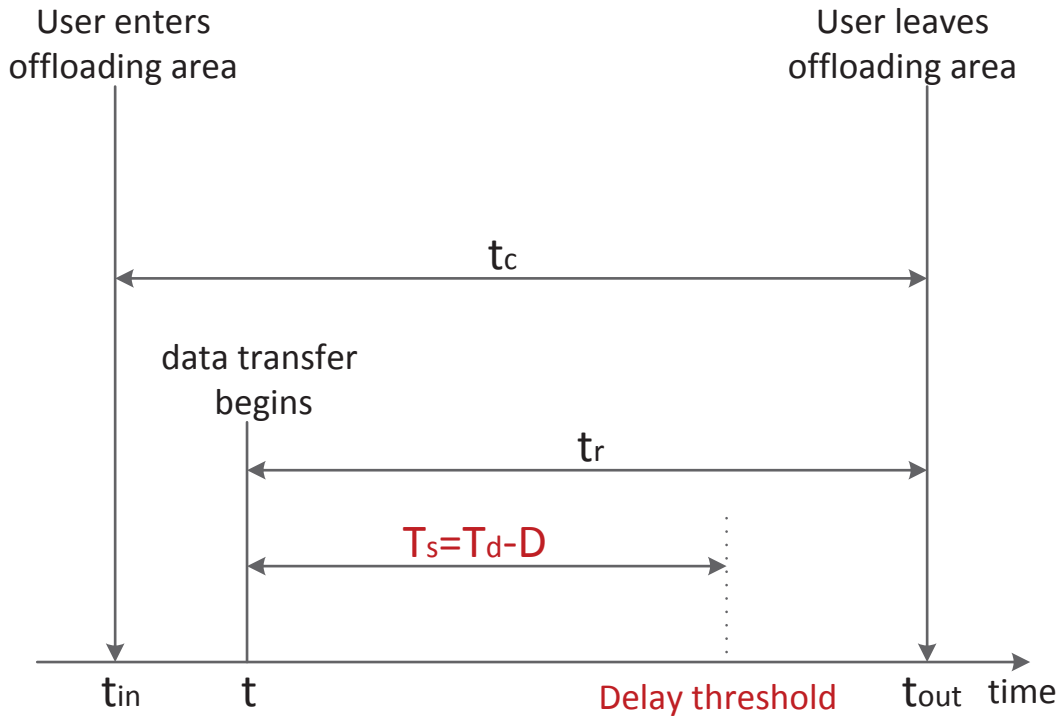 User enters
offloading area
User leaves
offloading area
tc
data transfer
begins
tr
Ts=Td-D
tin
t
Delay threshold
tout
time